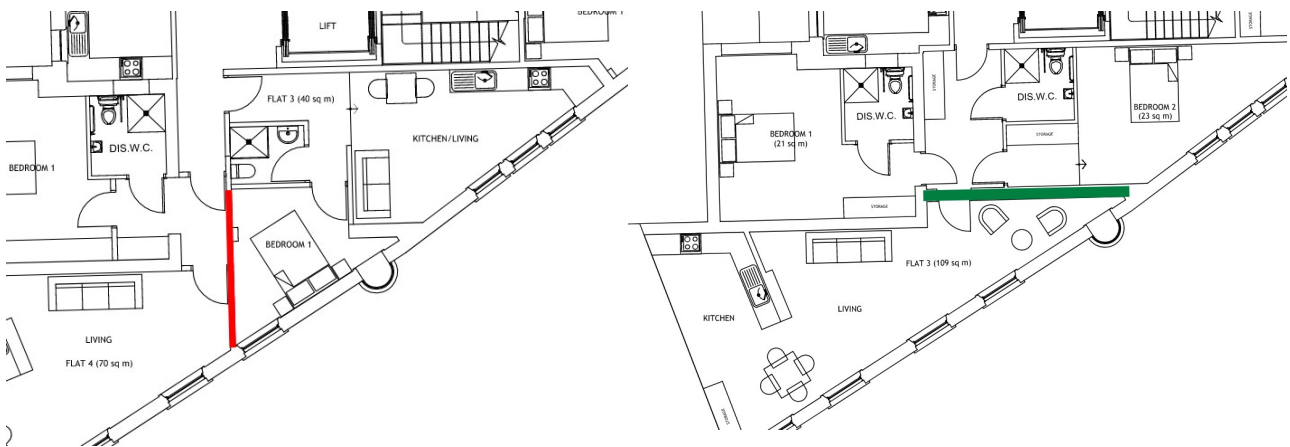 LIFT
BEDROOM 1
FLAT 3 (40 sq m)
KITCHEN/LIVING
DIS.W.C.
BEDROOM 1
BEDROOM 1
LIVING
FLAT 4 (70 sq m)
STORAGE
DIS.W.C.
BEDROOM 2
(23 sq m)
BEDROOM 1
(21 sq m)
DIS.W.C.
STORAGE
STORAGE
FLAT 3 (109 sq m)
LIVING
KITCHEN
STORAGE